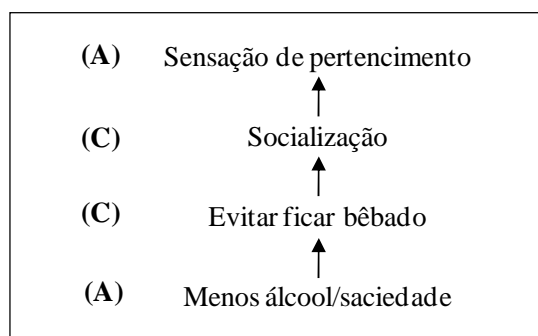 (A) Sensação de pertencimento
(C) Socialização
(C) Evitar ficar bêbado
(A) Menos álcool/saciedade